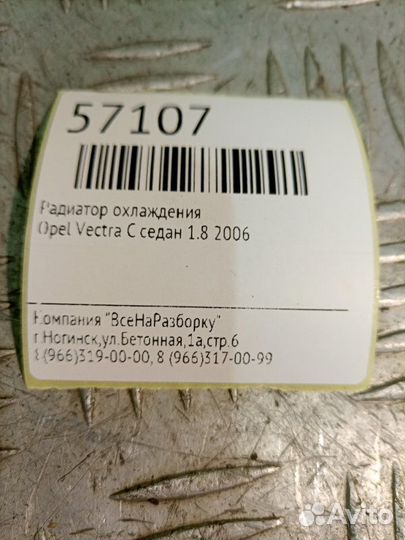 57107
Радиатор охлаждения
Opel Vectra C седан 1.8 2006
Компания "ВсеНаРазборку"
г.Ногинск,ул.Бетонная,1а,стр.6
8 (966)319-00-00, 8 (966)317-00-99
Avito